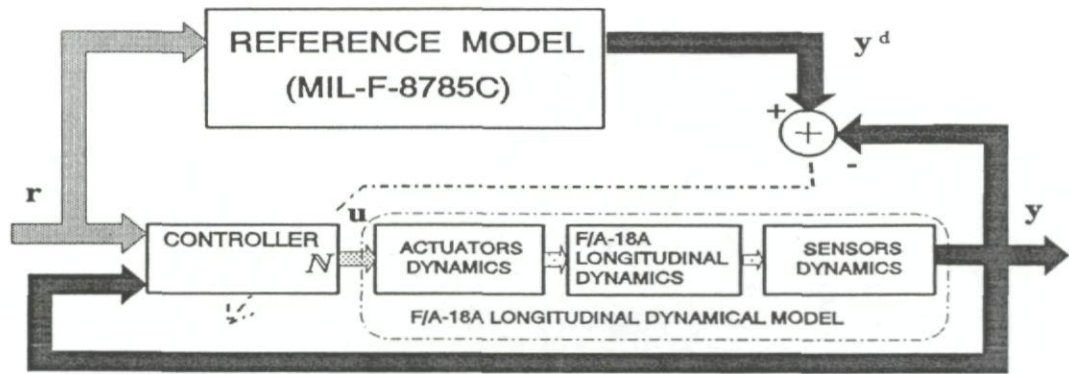 REFERENCE MODEL
(MIL-F-8785C)
y d
+
+
-
r
u
y
CONTROLLER
N
ACTUATORS
DYNAMICS
F/A-18A
LONGITUDINAL
DYNAMICS
SENSORS
DYNAMICS
F/A-18A LONGITUDINAL DYNAMICAL MODEL